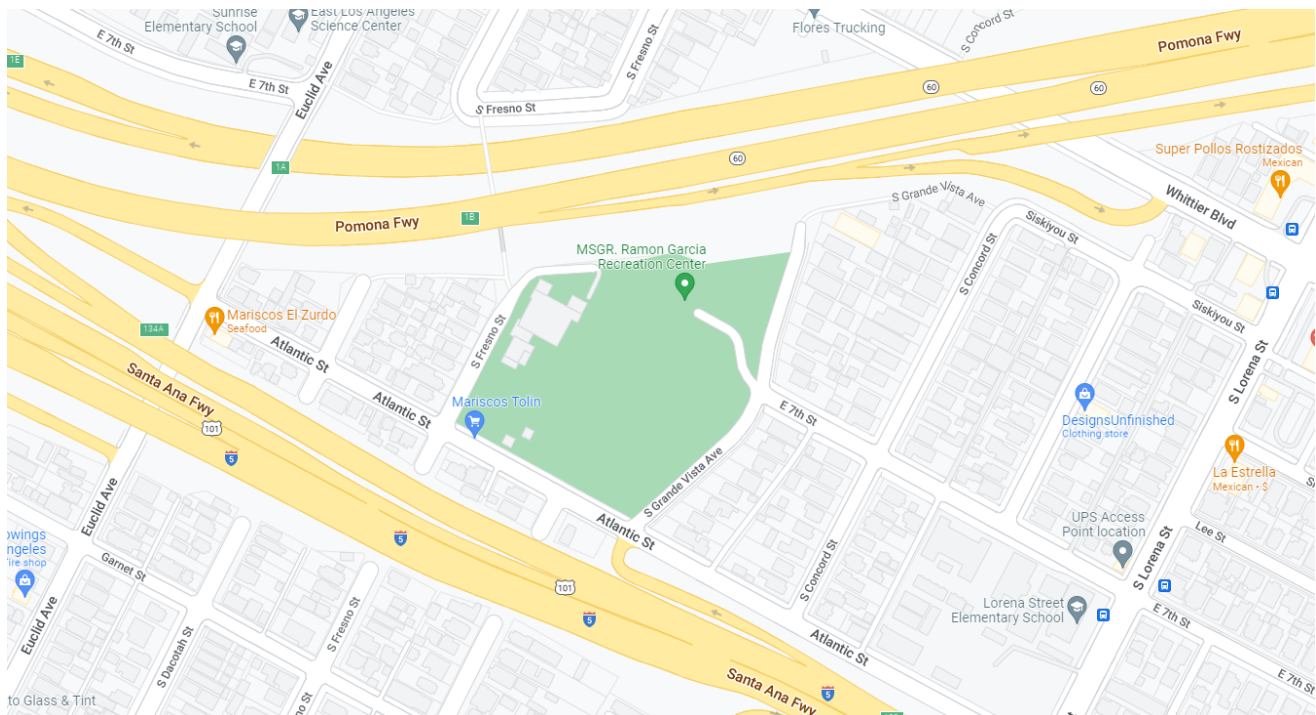 Sunrise
Elementary School
East Los Angeles
Science Center
Flores Trucking
S Concord St
E 7th St
1E
1A
E 7th St
Euclid Ave
S Fresno St
S Fresno St
Pomona Fwy
60
60
60
Super Pollos Rostizados
Mexican
Whittier Blvd
S Grande Vista Ave
Siskiyou St
1A
1B
Pomona Fwy
MSGR. Ramon Garcia
Recreation Center
S Concord St
Siskiyou St
Mariscos El Zurdo
Seafood
134A
Atlantic St
S Fresno St
S Lorena St
Santa Ana Fwy
Atlantic St
Mariscos Tolin
E 7th St
DesignsUnfinished
Clothing store
101
5
La Estrella
Mexican · $
S Grande Vista Ave
Euclid Ave
Atlantic St
UPS Access
Point location
Lee St
S Lorena St
5
Garnet St
101
5
S Concord St
Lorena Street
Elementary School
E 7th St
Euclid Ave
S Dacotah St
S Fresno St
Atlantic St
E 7th St
Santa Ana Fwy
5
to Glass & Tint